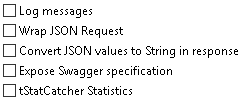 Log messages
Wrap JSON Request
Convert JSON values to String in response
Expose Swagger specification
tStatCatcher Statistics